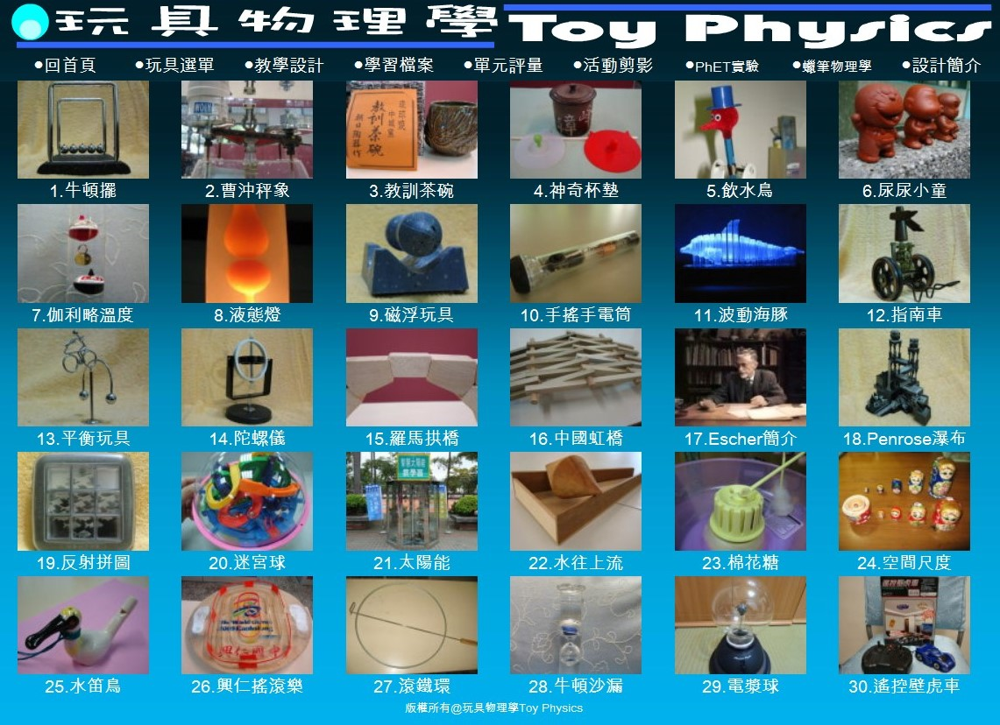 玩具物理學 Toy Physics
●回首頁 ●玩具選單 ●教學設計 ●學習檔案 ●單元評量 ●活動剪影 ●PhET實驗 ●蠟筆物理學 ●設計簡介
教訓茶碗
1.牛頓擺 2.曹沖秤象 3.教訓茶碗 4.神奇杯墊 5.飲水鳥 6.尿尿小童
7.伽利略溫度 8.液態燈 9.磁浮玩具 10.手搖手電筒 11.波動海豚 12.指南車
13.平衡玩具 14.陀螺儀 15.羅馬拱橋 16.中國虹橋 17.Escher簡介 18.Penrose瀑布
19.反射拼圖 20.迷宮球 21.太陽能 22.水往上流 23.棉花糖 24.空間尺度
25.水笛鳥 26.興仁搖滾樂 27.滾鐵環 28.牛頓沙漏 29.電漿球 30.遙控壁虎車
版權所有@玩具物理學Toy Physics